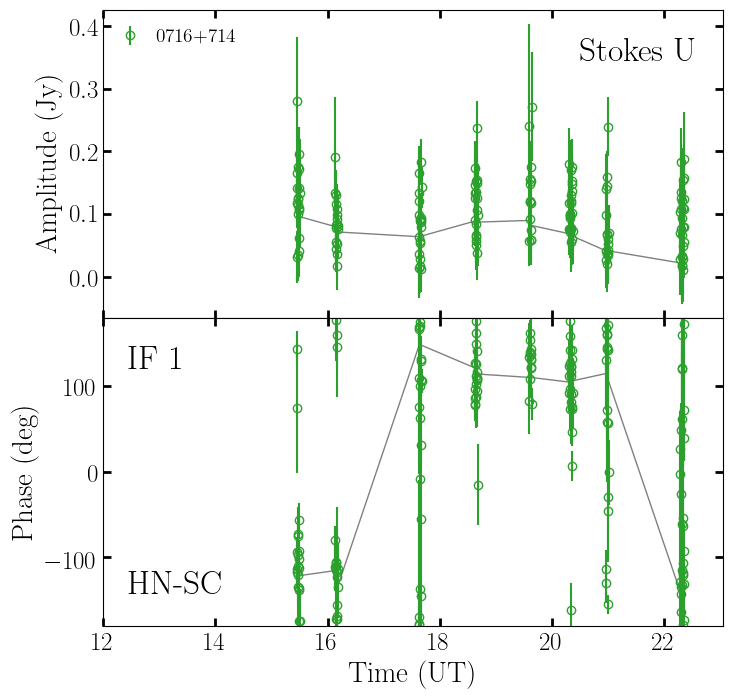 0716+714
Stokes U
0.4
0.3
0.2
0.1
0.0
Amplitude (Jy)
IF 1
100
0
−100
Phase (deg)
HN-SC
12 14 16 18 20 22
Time (UT)